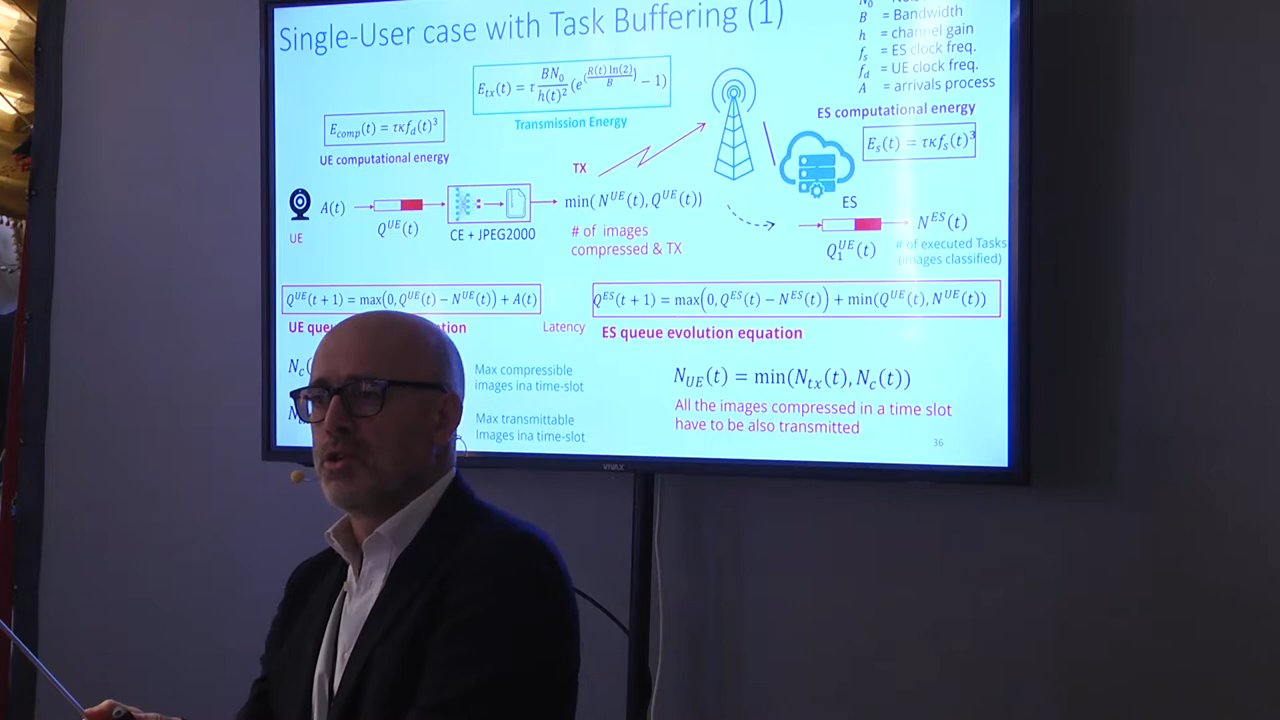 Single-User case with Task Buffering (1)
B = Bandwidth
h = channel gain
f_s = ES clock freq.
f_d = UE clock freq.
A = arrivals process
E_tx(t) = τ BN_0/h(t)^2 (e^(R(t) ln(2)/B) − 1)
Transmission Energy
ES computational energy
E_s(t) = τκf_s(t)^3
E_comp(t) = τκf_d(t)^3
UE computational energy
TX
UE
A(t)
Q^UE(t)
CE + JPEG2000
min(N^UE(t), Q^UE(t))
# of images
compressed & TX
ES
Q_1^UE(t)
N^ES(t)
# of executed Tasks
(images classified)
Q^UE(t + 1) = max(0, Q^UE(t) − N^UE(t)) + A(t)
Q^ES(t + 1) = max(0, Q^ES(t) − N^ES(t)) + min(Q^UE(t), N^UE(t))
UE
Latency
ES queue evolution equation
N_c(
Max compressible
images ina time-slot
N_UE(t) = min(N_tx(t), N_c(t))
Max transmittable
Images ina time-slot
All the images compressed in a time slot
have to be also transmitted
36
VIVAX